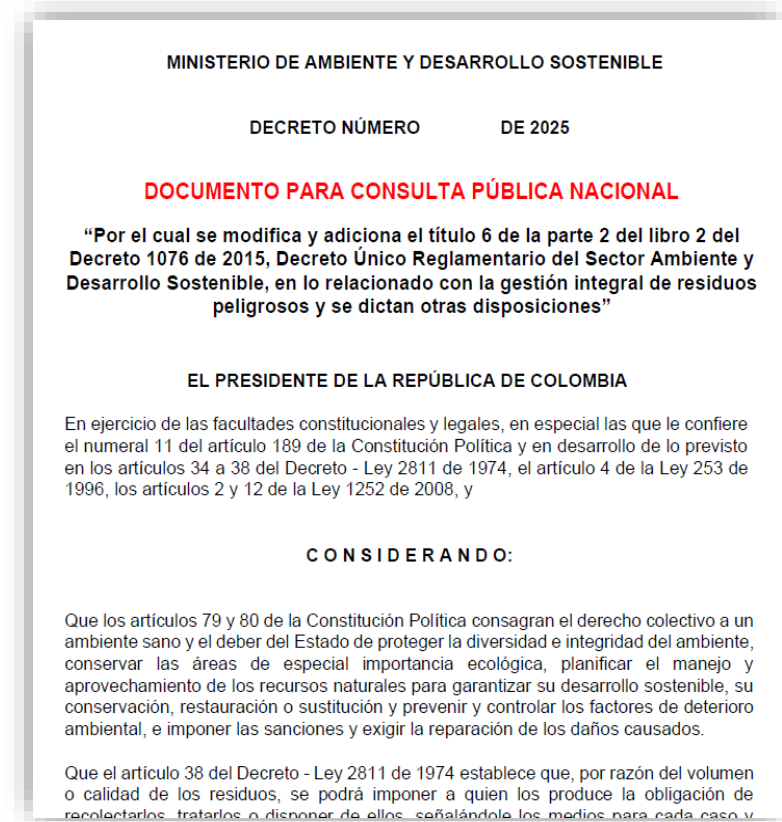 MINISTERIO DE AMBIENTE Y DESARROLLO SOSTENIBLE
DECRETO NÚMERO DE 2025
DOCUMENTO PARA CONSULTA PÚBLICA NACIONAL
“Por el cual se modifica y adiciona el título 6 de la parte 2 del libro 2 del
Decreto 1076 de 2015, Decreto Único Reglamentario del Sector Ambiente y
Desarrollo Sostenible, en lo relacionado con la gestión integral de residuos
peligrosos y se dictan otras disposiciones”
EL PRESIDENTE DE LA REPÚBLICA DE COLOMBIA
En ejercicio de las facultades constitucionales y legales, en especial las que le confiere
el numeral 11 del artículo 189 de la Constitución Política y en desarrollo de lo previsto
en los artículos 34 a 38 del Decreto - Ley 2811 de 1974, el artículo 4 de la Ley 253 de
1996, los artículos 2 y 12 de la Ley 1252 de 2008, y
C O N S I D E R A N D O:
Que los artículos 79 y 80 de la Constitución Política consagran el derecho colectivo a un
ambiente sano y el deber del Estado de proteger la diversidad e integridad del ambiente,
conservar las áreas de especial importancia ecológica, planificar el manejo y
aprovechamiento de los recursos naturales para garantizar su desarrollo sostenible, su
conservación, restauración o sustitución y prevenir y controlar los factores de deterioro
ambiental, e imponer las sanciones y exigir la reparación de los daños causados.
Que el artículo 38 del Decreto - Ley 2811 de 1974 establece que, por razón del volumen
o calidad de los residuos, se podrá imponer a quien los produce la obligación de
recolectarlos, tratarlos o disponer de ellos, señalándole los medios para cada caso y